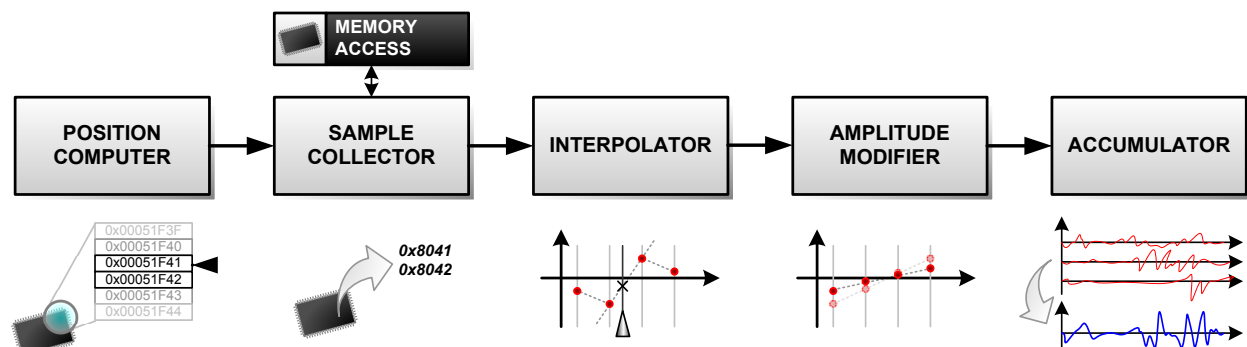 MEMORY
ACCESS
POSITION
COMPUTER
SAMPLE
COLLECTOR
INTERPOLATOR
AMPLITUDE
MODIFIER
ACCUMULATOR
0x00051F3F
0x00051F40
0x00051F41
0x00051F42
0x00051F43
0x00051F44
0x8041
0x8042